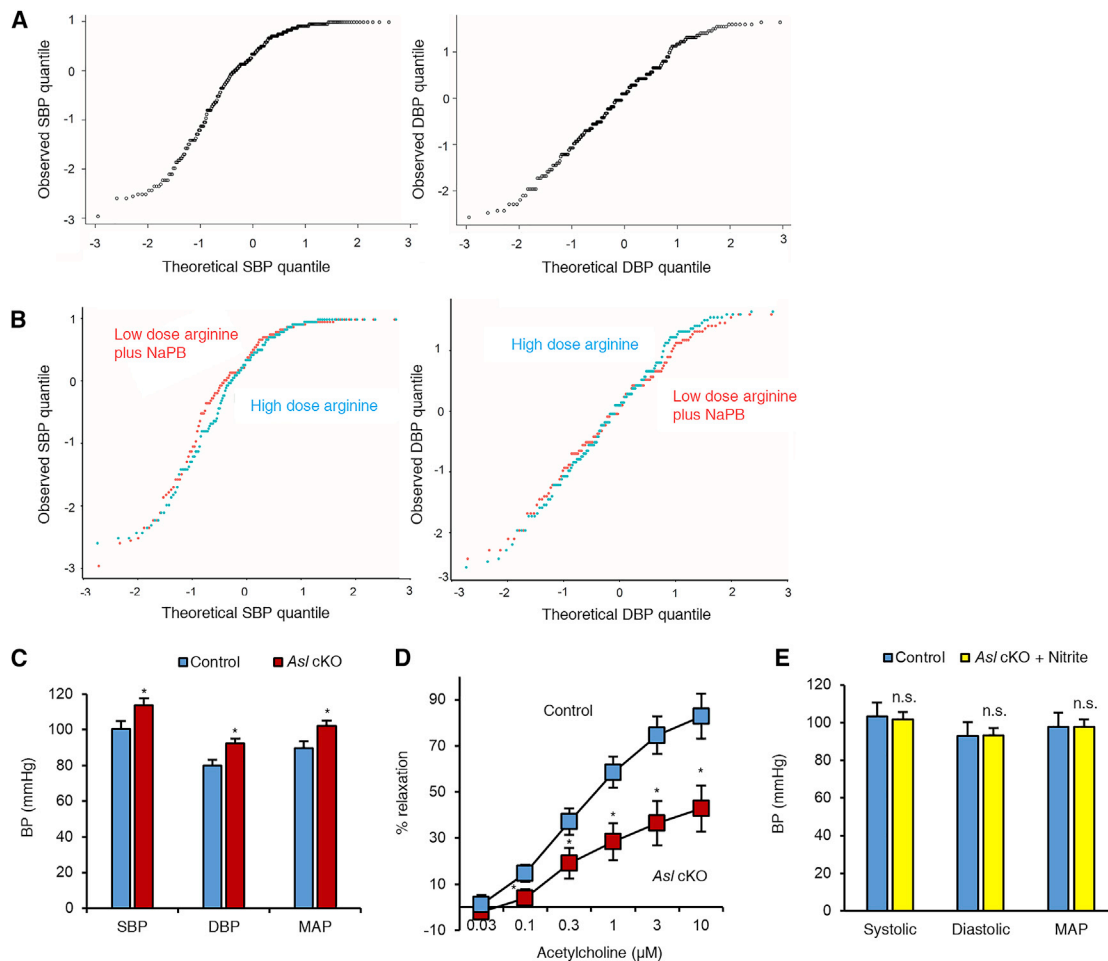 A
Observed SBP quantile
1
0
-1
-2
-3
-3 -2 -1 0 1 2 3
Theoretical SBP quantile
Observed DBP quantile
1
0
-1
-2
-3 -2 -1 0 1 2 3
Theoretical DBP quantile
B
Observed SBP quantile
1
0
-1
-2
-3
Low dose arginine
plus NaPB
High dose arginine
-3 -2 -1 0 1 2 3
Theoretical SBP quantile
Observed DBP quantile
1
0
-1
-2
-3
High dose arginine
Low dose arginine
plus NaPB
-3 -2 -1 0 1 2 3
Theoretical DBP quantile
C
Control Asl cKO
BP (mmHg)
120
100
80
60
40
20
0
* * *
SBP DBP MAP
D
% relaxation
90
70
50
30
10
-10
Control
* * * * *
Asl cKO
0.03 0.1 0.3 1 3 10
Acetylcholine (µM)
E
Control Asl cKO + Nitrite
BP (mmHg)
120
100
80
60
40
20
0
n.s. n.s. n.s.
Systolic Diastolic MAP